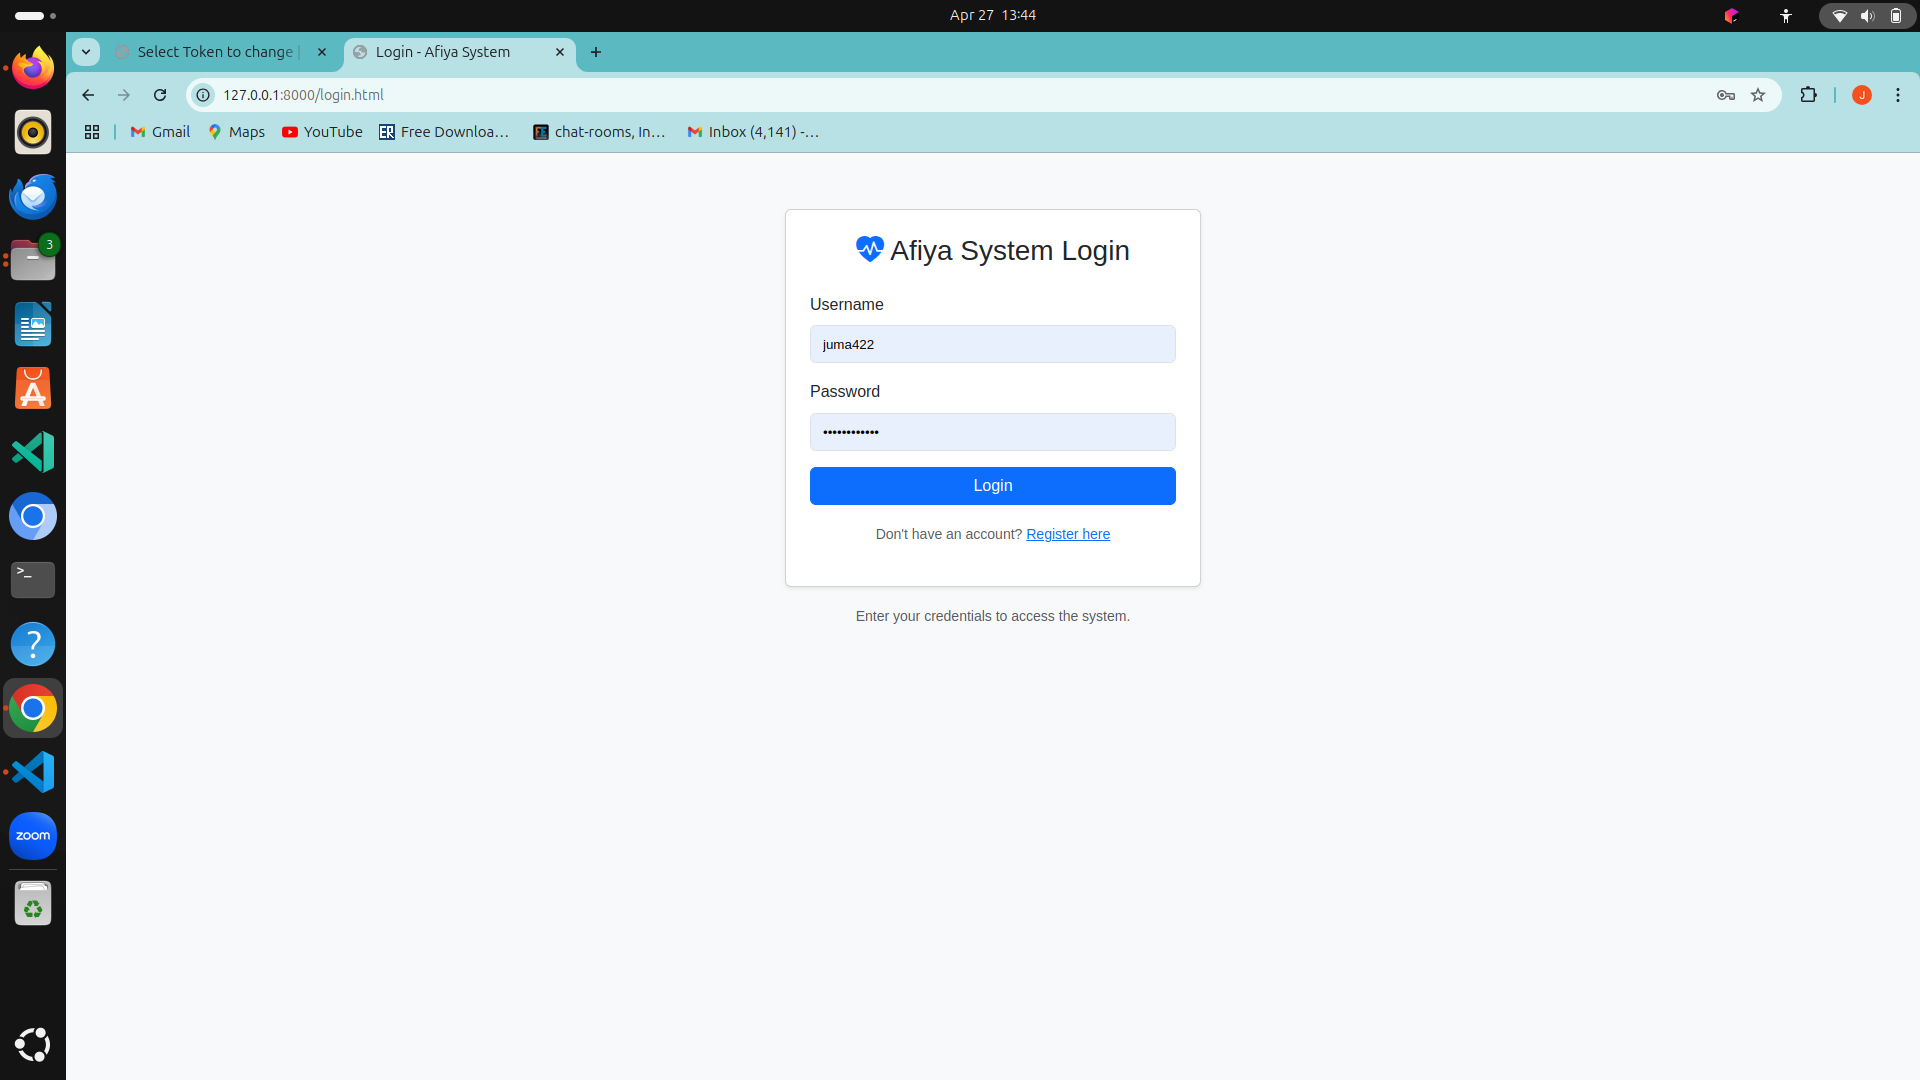 Apr 27 13:44
Select Token to change |
Login - Afiya System
127.0.0.1:8000/login.html
J
Gmail
Maps
YouTube
Free Downloa...
chat-rooms, In...
Inbox (4,141) -...
3
Afiya System Login
Username
juma422
Password
••••••••••••
Login
Don't have an account? Register here
Enter your credentials to access the system.
>_
?
zoom